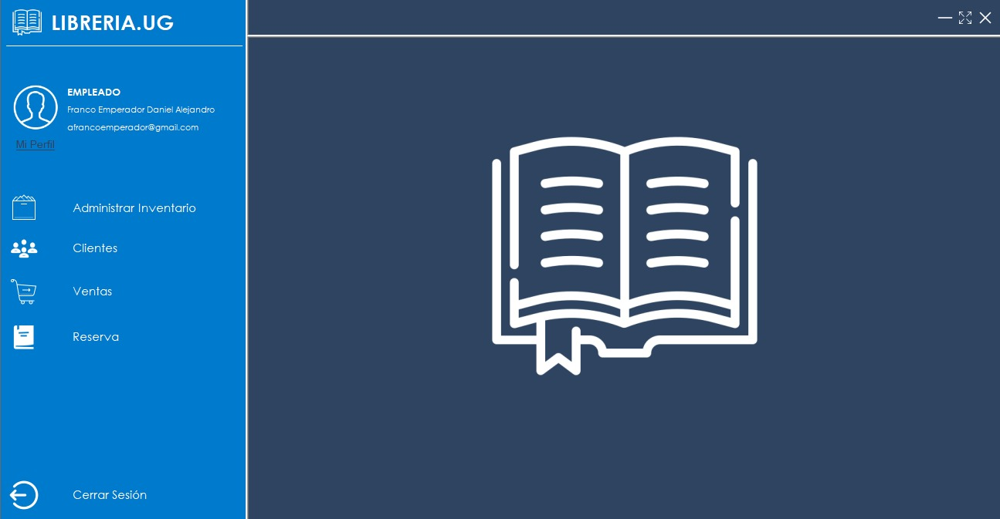 LIBRERIA.UG
EMPLEADO
Franco Emperador Daniel Alejandro
afrancoemperador@gmail.com
Mi Perfil
Administrar Inventario
Clientes
Ventas
Reserva
Cerrar Sesión